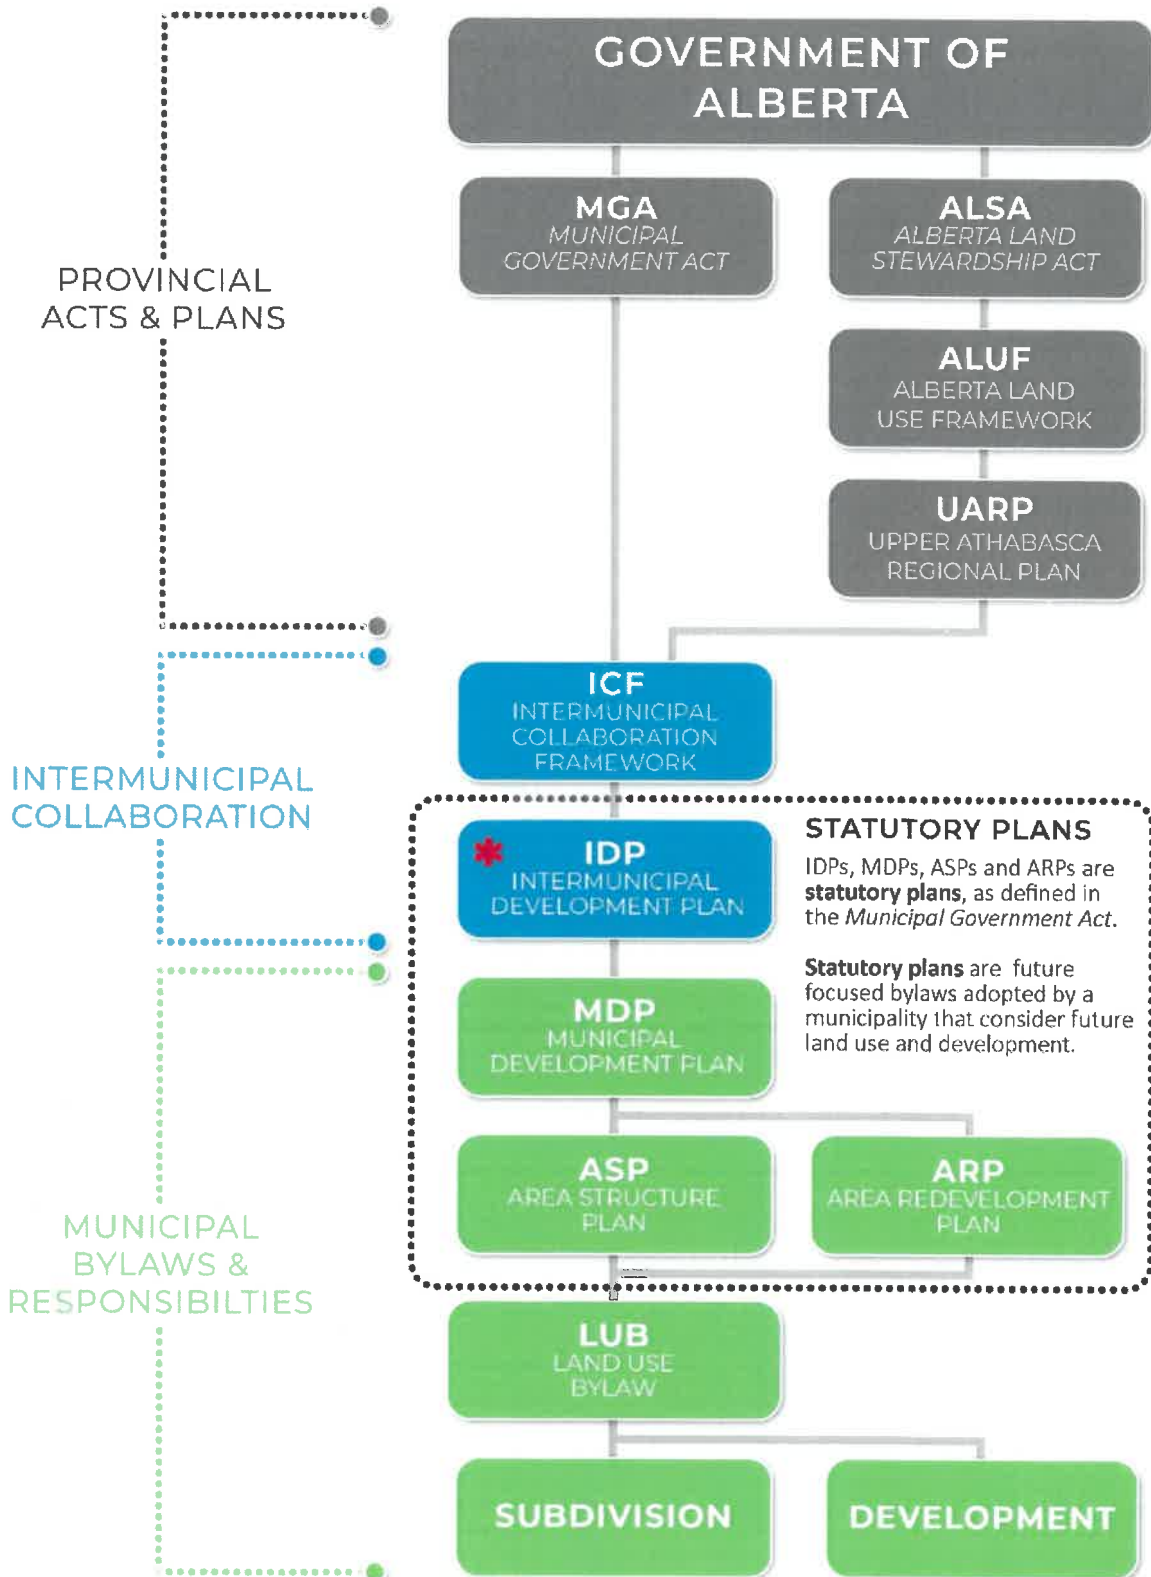 GOVERNMENT OF
ALBERTA
MGA
MUNICIPAL
GOVERNMENT ACT
ALSA
ALBERTA LAND
STEWARDSHIP ACT
PROVINCIAL
ACTS & PLANS
ALUF
ALBERTA LAND
USE FRAMEWORK
UARP
UPPER ATHABASCA
REGIONAL PLAN
ICF
INTERMUNICIPAL
COLLABORATION
FRAMEWORK
INTERMUNICIPAL
COLLABORATION
* IDP
INTERMUNICIPAL
DEVELOPMENT PLAN
STATUTORY PLANS
IDPs, MDPs, ASPs and ARPs are
statutory plans, as defined in
the Municipal Government Act.
Statutory plans are future
focused bylaws adopted by a
municipality that consider future
land use and development.
MDP
MUNICIPAL
DEVELOPMENT PLAN
ASP
AREA STRUCTURE
PLAN
ARP
AREA REDEVELOPMENT
PLAN
MUNICIPAL
BYLAWS &
RESPONSIBILTIES
LUB
LAND USE
BYLAW
SUBDIVISION
DEVELOPMENT